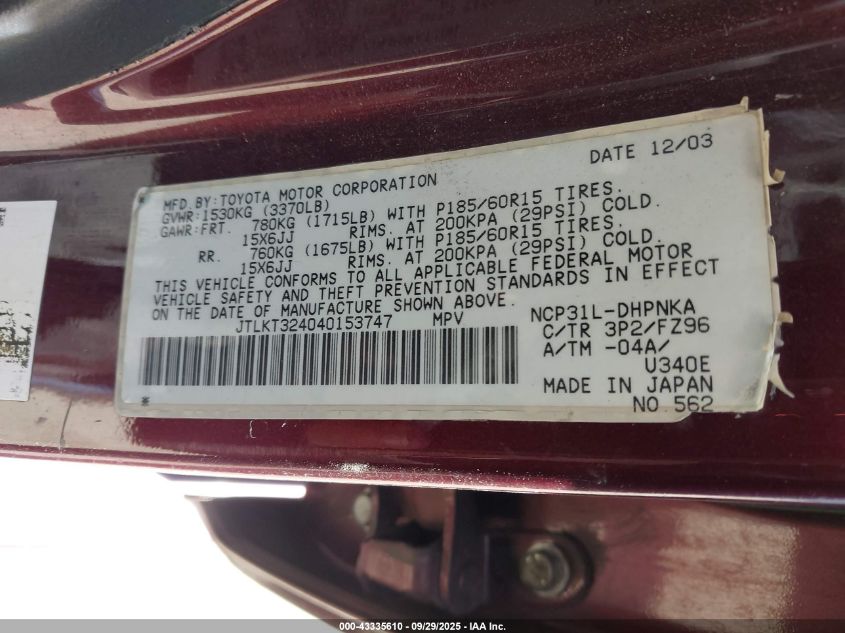 DATE 12/03
MFD. BY: TOYOTA MOTOR CORPORATION
GVWR: 1530KG (3370LB)
GAWR: FRT. 780KG (1715LB) WITH P185/60R15 TIRES.
15X6JJ RIMS. AT 200KPA (29PSI) COLD.
RR. 760KG (1675LB) WITH P185/60R15 TIRES.
15X6JJ RIMS. AT 200KPA (29PSI) COLD.
THIS VEHICLE CONFORMS TO ALL APPLICABLE FEDERAL MOTOR
VEHICLE SAFETY AND THEFT PREVENTION STANDARDS IN EFFECT
ON THE DATE OF MANUFACTURE SHOWN ABOVE.
JTLKT324040153747 MPV
NCP31L-DHPNKA
C/TR 3P2/FZ96
A/TM -04A/
U340E
MADE IN JAPAN
NO 562
000-43335610 - 09/29/2025 - IAA Inc.